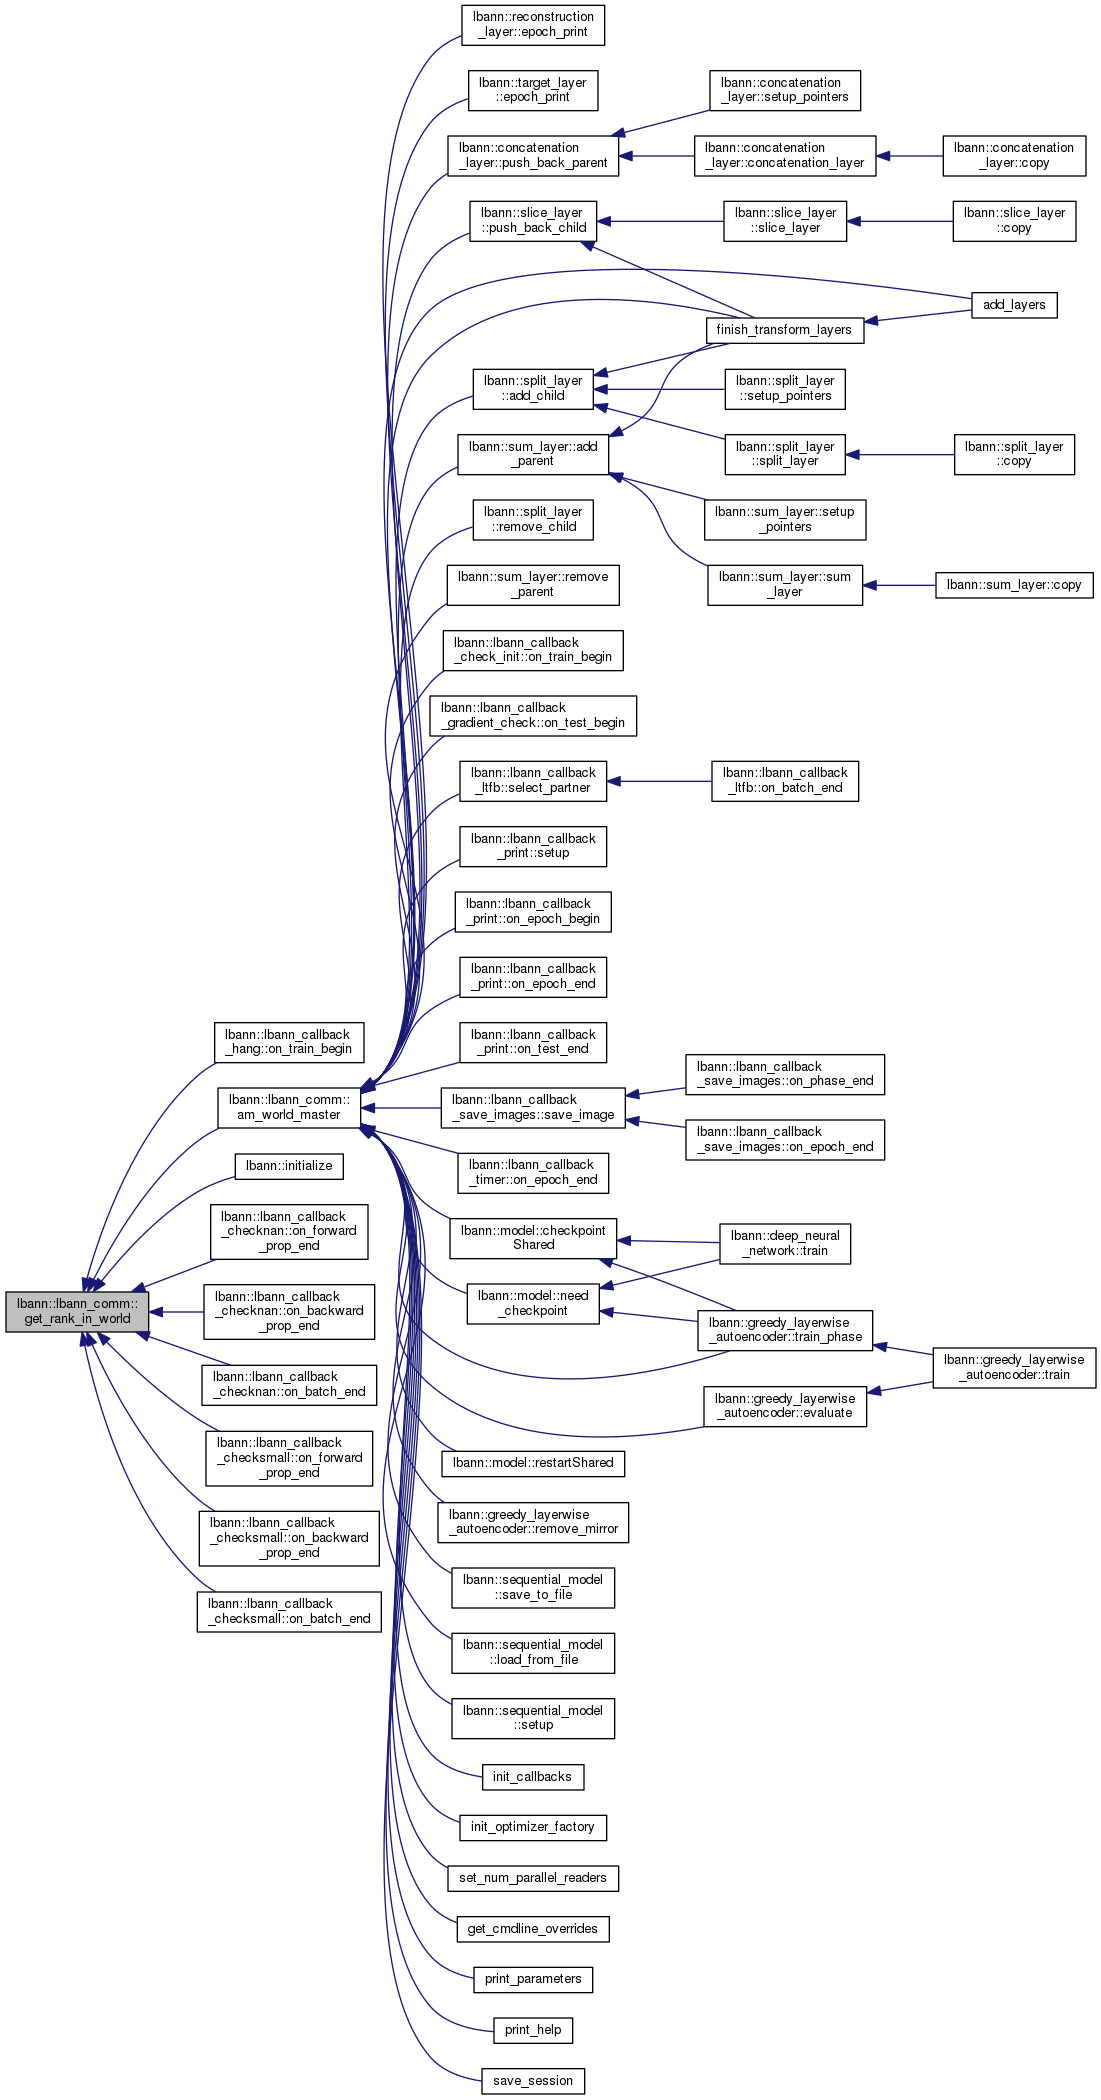 lbann::reconstruction
_layer::epoch_print
lbann::target_layer
::epoch_print
lbann::concatenation
_layer::setup_pointers
lbann::concatenation
_layer::push_back_parent
lbann::concatenation
_layer::concatenation_layer
lbann::concatenation
_layer::copy
lbann::slice_layer
::push_back_child
lbann::slice_layer
::slice_layer
lbann::slice_layer
::copy
add_layers
finish_transform_layers
lbann::split_layer
::add_child
lbann::split_layer
::setup_pointers
lbann::sum_layer::add
_parent
lbann::split_layer
::split_layer
lbann::split_layer
::copy
lbann::split_layer
::remove_child
lbann::sum_layer::setup
_pointers
lbann::sum_layer::remove
_parent
lbann::sum_layer::sum
_layer
lbann::sum_layer::copy
lbann::lbann_callback
_check_init::on_train_begin
lbann::lbann_callback
_gradient_check::on_test_begin
lbann::lbann_callback
_ltfb::select_partner
lbann::lbann_callback
_ltfb::on_batch_end
lbann::lbann_callback
_print::setup
lbann::lbann_callback
_print::on_epoch_begin
lbann::lbann_callback
_print::on_epoch_end
lbann::lbann_callback
_hang::on_train_begin
lbann::lbann_callback
_print::on_test_end
lbann::lbann_callback
_save_images::on_phase_end
lbann::lbann_comm::
am_world_master
lbann::lbann_callback
_save_images::save_image
lbann::lbann_callback
_save_images::on_epoch_end
lbann::initialize
lbann::lbann_callback
_timer::on_epoch_end
lbann::lbann_callback
_checknan::on_forward
_prop_end
lbann::model::checkpoint
Shared
lbann::deep_neural
_network::train
lbann::lbann_comm::
get_rank_in_world
lbann::lbann_callback
_checknan::on_backward
_prop_end
lbann::model::need
_checkpoint
lbann::greedy_layerwise
_autoencoder::train_phase
lbann::greedy_layerwise
_autoencoder::train
lbann::lbann_callback
_checknan::on_batch_end
lbann::greedy_layerwise
_autoencoder::evaluate
lbann::lbann_callback
_checksmall::on_forward
_prop_end
lbann::model::restartShared
lbann::lbann_callback
_checksmall::on_backward
_prop_end
lbann::greedy_layerwise
_autoencoder::remove_mirror
lbann::lbann_callback
_checksmall::on_batch_end
lbann::sequential_model
::save_to_file
lbann::sequential_model
::load_from_file
lbann::sequential_model
::setup
init_callbacks
init_optimizer_factory
set_num_parallel_readers
get_cmdline_overrides
print_parameters
print_help
save_session